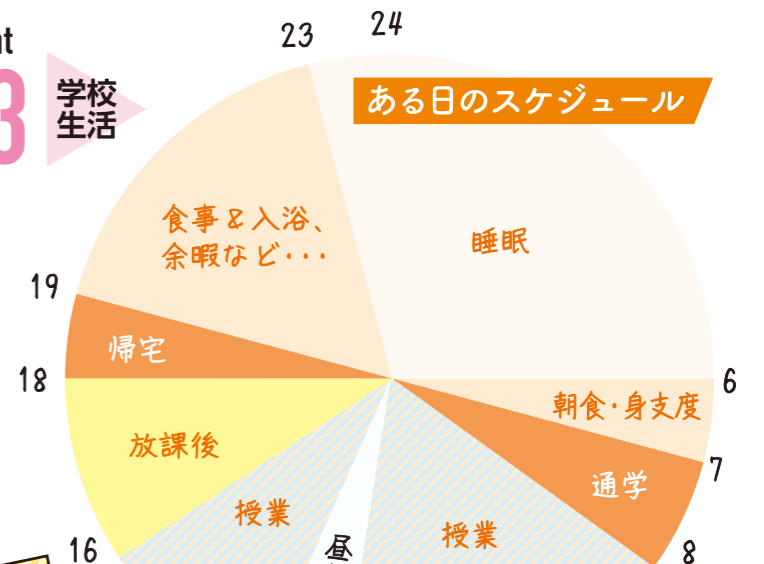 nt
3
学校
生活
ある日のスケジュール
23
24
食事&入浴、
余暇など・・・
睡眠
19
帰宅
18
6
朝食・身支度
7
放課後
通学
授業
授業
16
昼
8